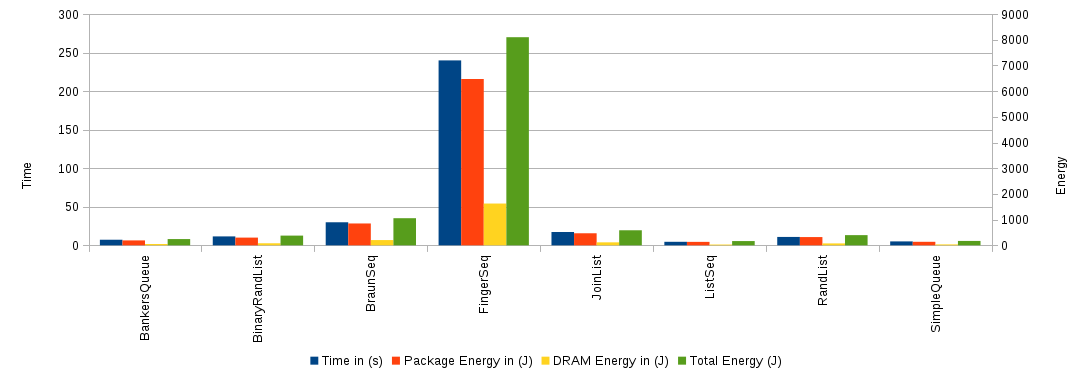 300
250
200
150
100
50
0
Time
9000
8000
7000
6000
5000
4000
3000
2000
1000
0
Energy
BankersQueue
BinaryRandList
BraunSeq
FingerSeq
JoinList
ListSeq
RandList
SimpleQueue
Time in (s) Package Energy in (J) DRAM Energy in (J) Total Energy (J)